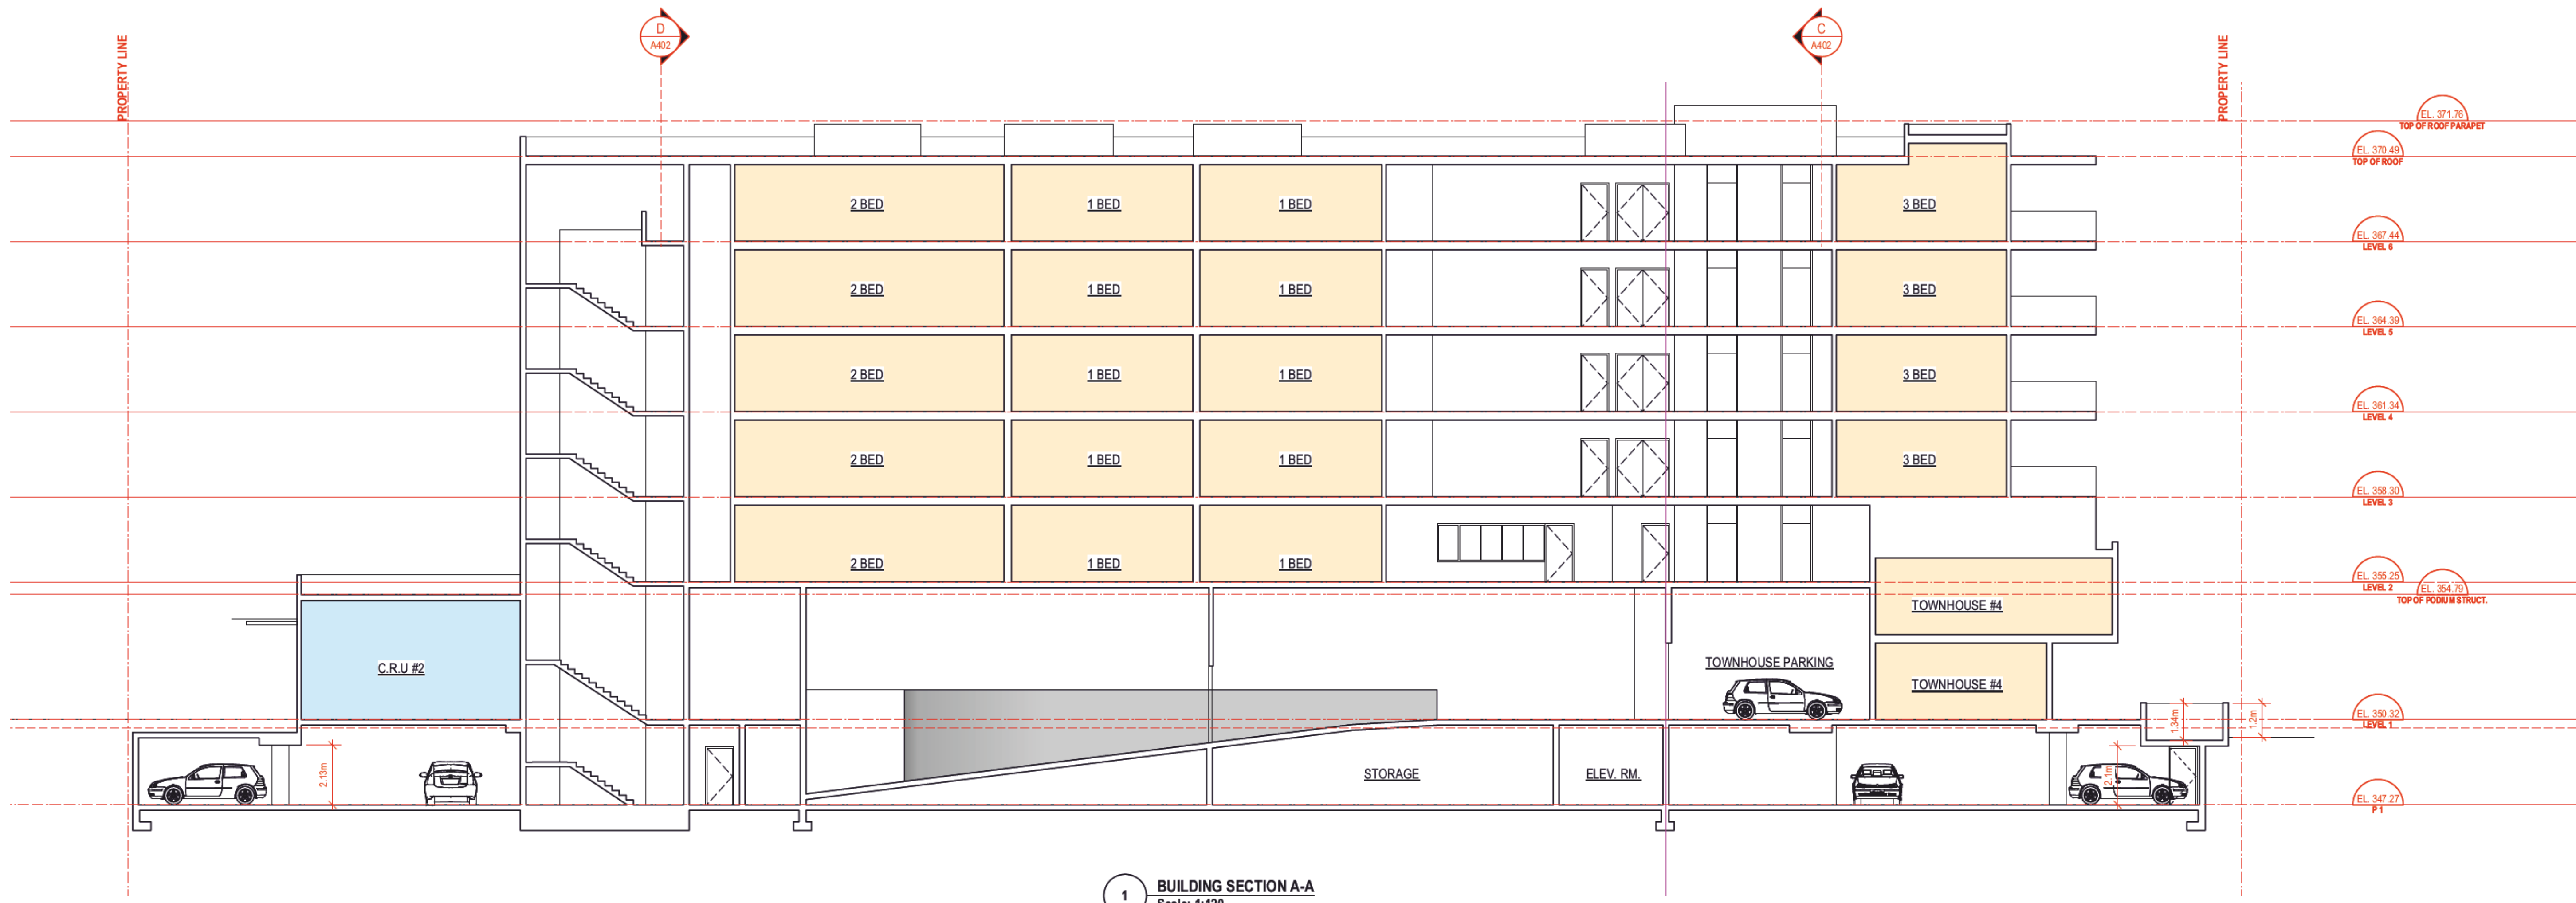 D
A402
C
A402
PROPERTY LINE
PROPERTY LINE
EL. 371.76
TOP OF ROOF PARAPET
EL. 370.49
TOP OF ROOF
2 BED
1 BED
1 BED
3 BED
EL. 367.44
LEVEL 6
2 BED
1 BED
1 BED
3 BED
EL. 364.39
LEVEL 5
2 BED
1 BED
1 BED
3 BED
EL. 361.34
LEVEL 4
2 BED
1 BED
1 BED
3 BED
EL. 358.30
LEVEL 3
2 BED
1 BED
1 BED
EL. 355.25
LEVEL 2
EL. 354.79
TOP OF PODIUM STRUCT.
TOWNHOUSE #4
C.R.U #2
TOWNHOUSE PARKING
TOWNHOUSE #4
1.34m
1.2m
EL. 350.32
LEVEL 1
2.13m
STORAGE
ELEV. RM.
2.1m
EL. 347.27
P 1
1
BUILDING SECTION A-A
Scale: 1:120